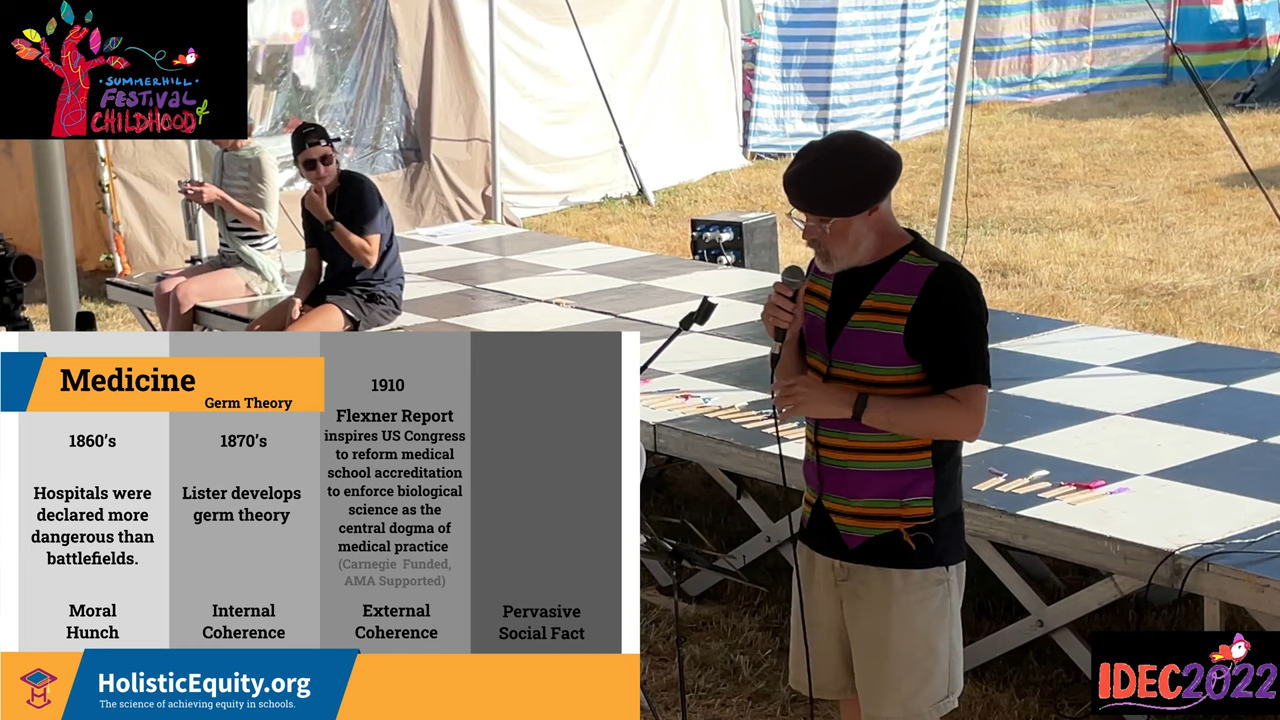 SUMMERHILL
FESTIVAL of
CHILDHOOD
Medicine
Germ Theory
1860's
Hospitals were
declared more
dangerous than
battlefields.
Moral
Hunch
1870's
Lister develops
germ theory
Internal
Coherence
1910
Flexner Report
inspires US Congress
to reform medical
school accreditation
to enforce biological
science as the
central dogma of
medical practice
(Carnegie Funded,
AMA Supported)
External
Coherence
Pervasive
Social Fact
HolisticEquity.org
The science of achieving equity in schools.
IDEC2022